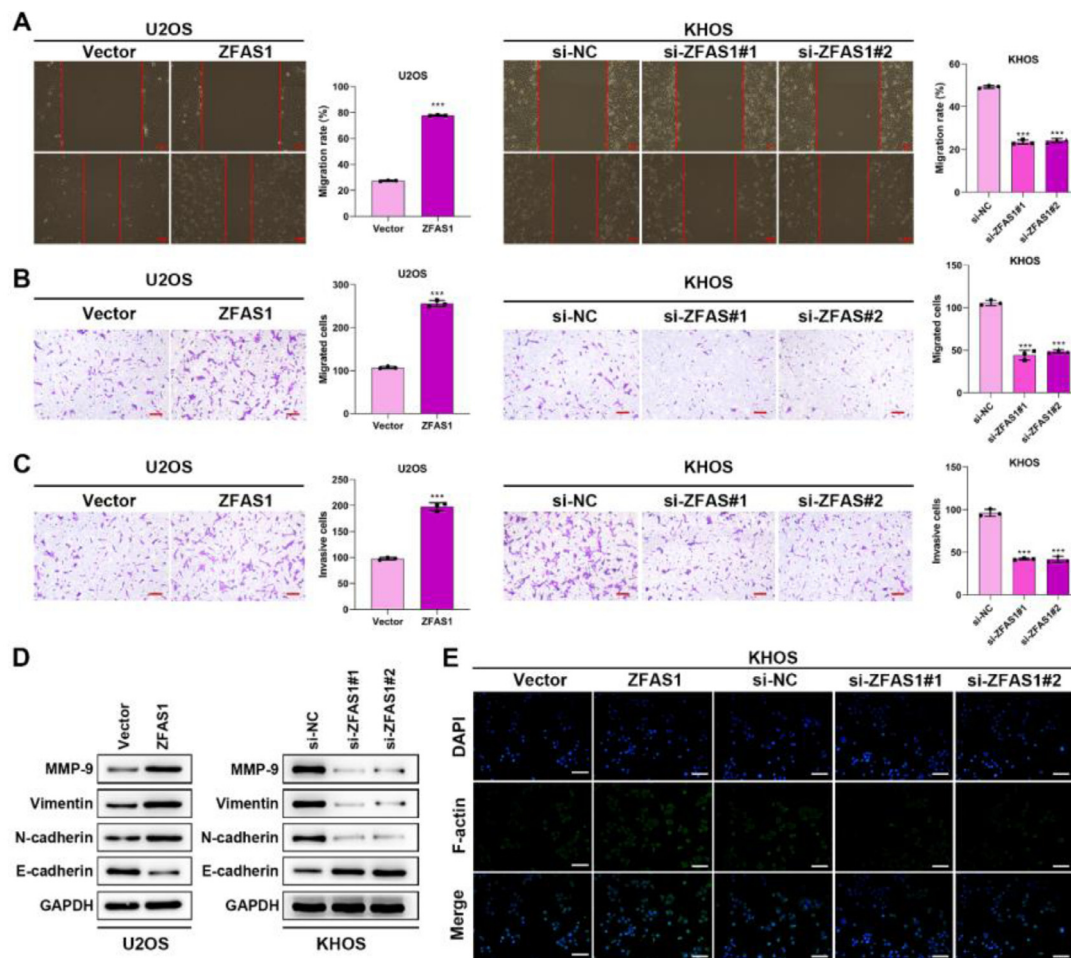 A
U2OS
Vector ZFAS1
U2OS
Migration rate (%)
100
80
60
40
20
0
***
Vector ZFAS1
KHOS
si-NC si-ZFAS1#1 si-ZFAS1#2
KHOS
Migration rate (%)
60
40
20
0
*** ***
si-NC
si-ZFAS1#1
si-ZFAS1#2
B
U2OS
Vector ZFAS1
U2OS
Migrated cells
300
200
100
0
***
Vector ZFAS1
KHOS
si-NC si-ZFAS#1 si-ZFAS#2
KHOS
Migrated cells
150
100
50
0
*** ***
si-NC
si-ZFAS1#1
si-ZFAS1#2
C
U2OS
Vector ZFAS1
U2OS
Invasive cells
250
200
150
100
50
0
***
Vector ZFAS1
KHOS
si-NC si-ZFAS#1 si-ZFAS#2
KHOS
Invasive cells
150
100
50
0
*** ***
si-NC
si-ZFAS1#1
si-ZFAS1#2
D
Vector ZFAS1
MMP-9
Vimentin
N-cadherin
E-cadherin
GAPDH
U2OS
si-NC si-ZFAS1#1 si-ZFAS1#2
MMP-9
Vimentin
N-cadherin
E-cadherin
GAPDH
KHOS
E
KHOS
Vector ZFAS1 si-NC si-ZFAS1#1 si-ZFAS1#2
DAPI
F-actin
Merge